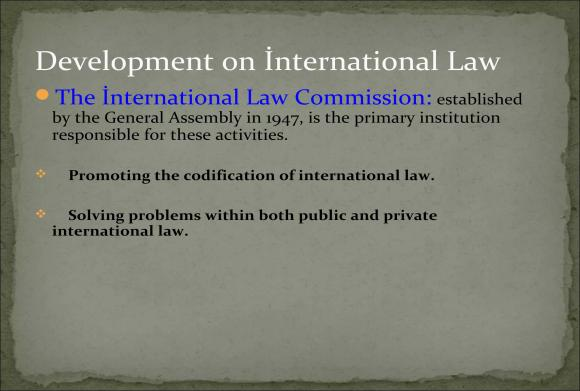 Development on İnternational Law
The İnternational Law Commission: established
by the General Assembly in 1947, is the primary institution
responsible for these activities.
Promoting the codification of international law.
Solving problems within both public and private
international law.